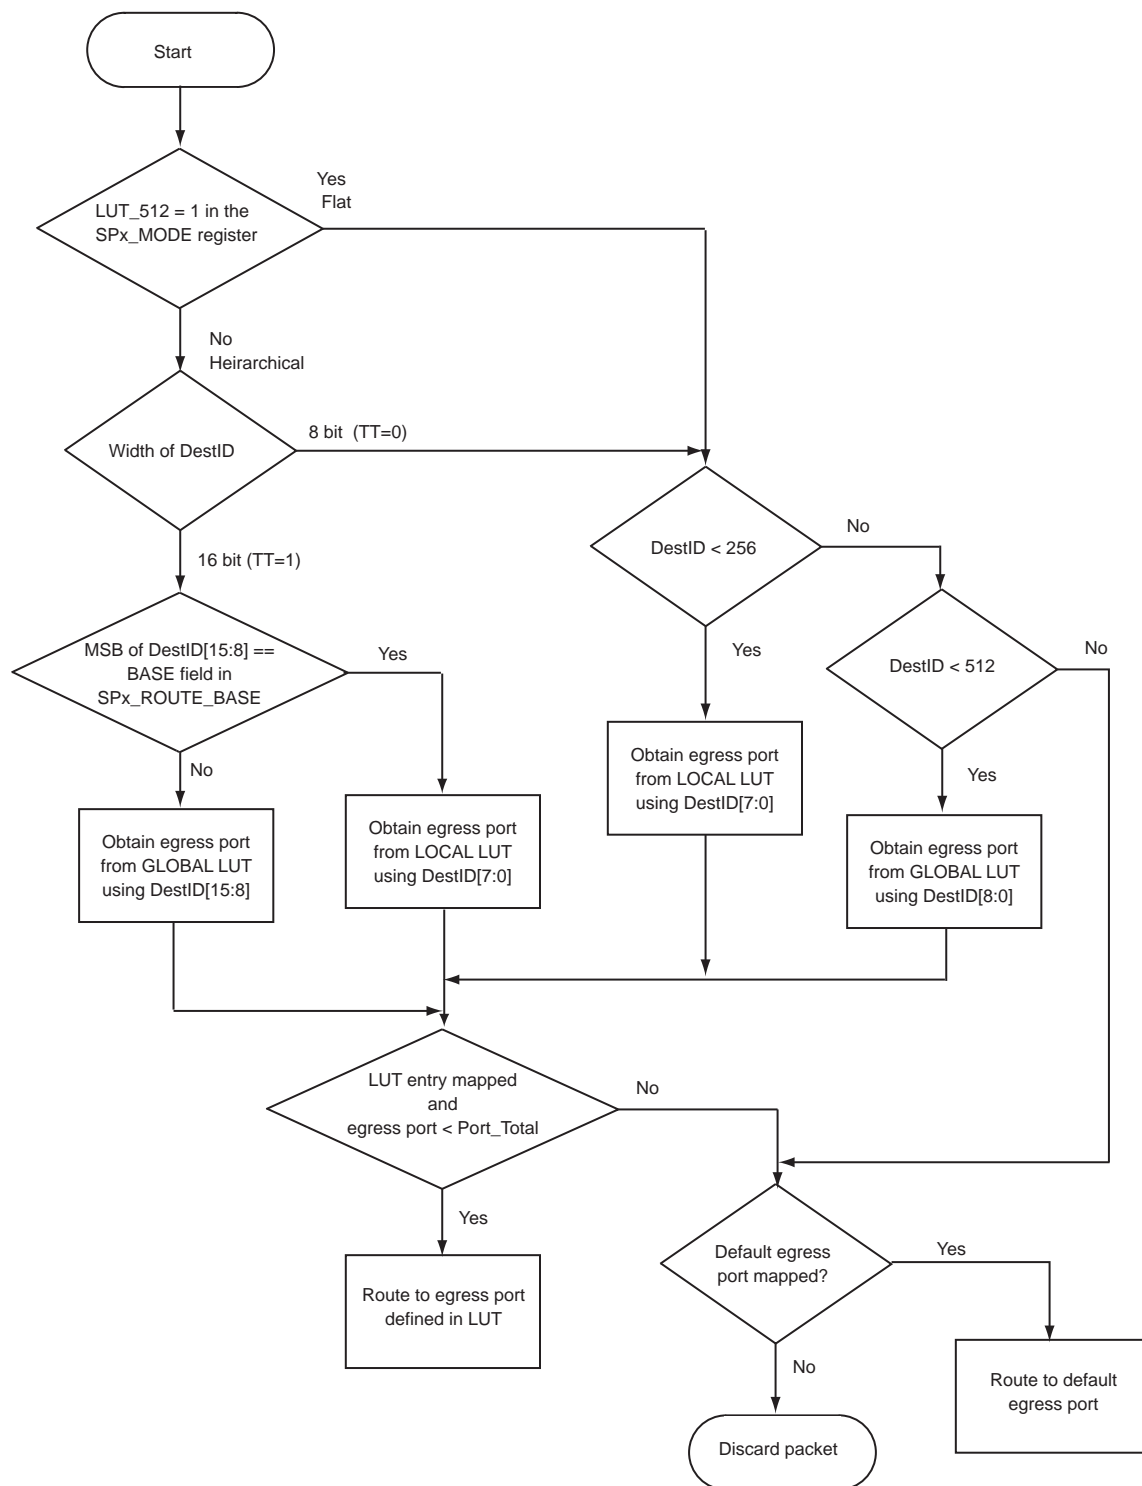 Start
Yes
Flat
LUT_512 = 1 in the
SPx_MODE register
No
Heirarchical
Width of DestID
8 bit (TT=0)
16 bit (TT=1)
DestID < 256
No
Yes
DestID < 512
No
Yes
MSB of DestID[15:8] ==
BASE field in
SPx_ROUTE_BASE
Yes
No
Obtain egress port
from GLOBAL LUT
using DestID[15:8]
Obtain egress port
from LOCAL LUT
using DestID[7:0]
Obtain egress port
from LOCAL LUT
using DestID[7:0]
Obtain egress port
from GLOBAL LUT
using DestID[8:0]
LUT entry mapped
and
egress port < Port_Total
No
Yes
Route to egress port
defined in LUT
Default egress
port mapped?
Yes
No
Route to default
egress port
Discard packet